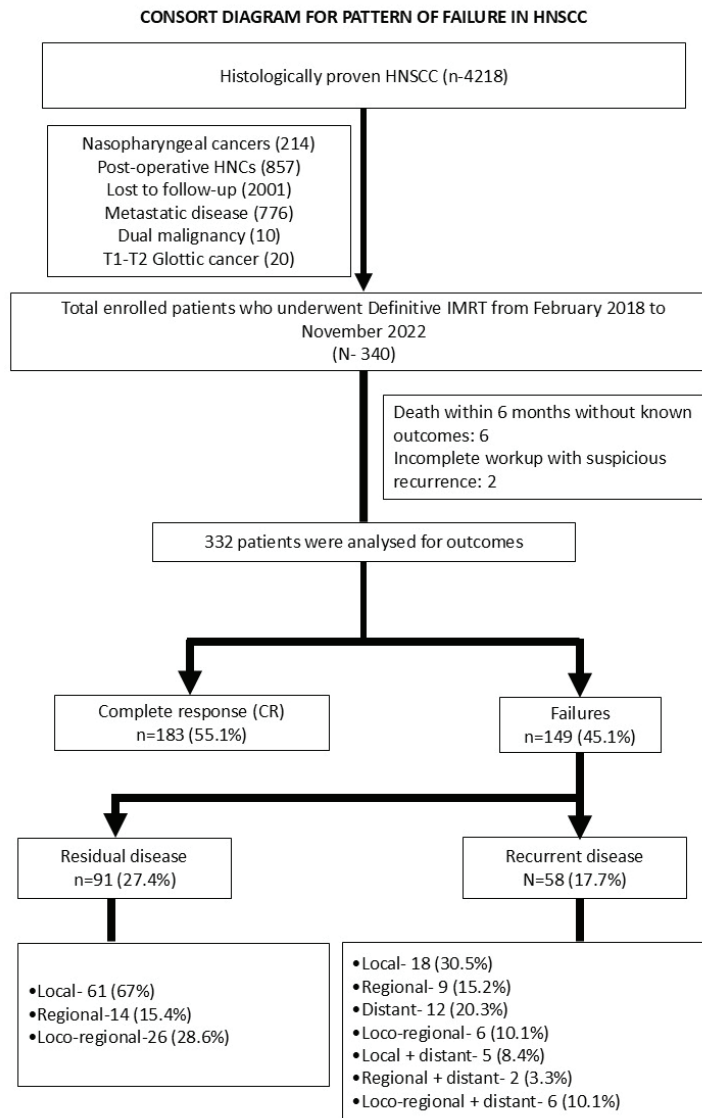 CONSORT DIAGRAM FOR PATTERN OF FAILURE IN HNSCC
Histologically proven HNSCC (n-4218)
Nasopharyngeal cancers (214)
Post-operative HNCs (857)
Lost to follow-up (2001)
Metastatic disease (776)
Dual malignancy (10)
T1-T2 Glottic cancer (20)
Total enrolled patients who underwent Definitive IMRT from February 2018 to
November 2022
(N- 340)
Death within 6 months without known
outcomes: 6
Incomplete workup with suspicious
recurrence: 2
332 patients were analysed for outcomes
Complete response (CR)
n=183 (55.1%)
Failures
n=149 (45.1%)
Residual disease
n=91 (27.4%)
Recurrent disease
N=58 (17.7%)
•Local- 61 (67%)
•Regional-14 (15.4%)
•Loco-regional-26 (28.6%)
•Local- 18 (30.5%)
•Regional- 9 (15.2%)
•Distant- 12 (20.3%)
•Loco-regional- 6 (10.1%)
•Local + distant- 5 (8.4%)
•Regional + distant- 2 (3.3%)
•Loco-regional + distant- 6 (10.1%)